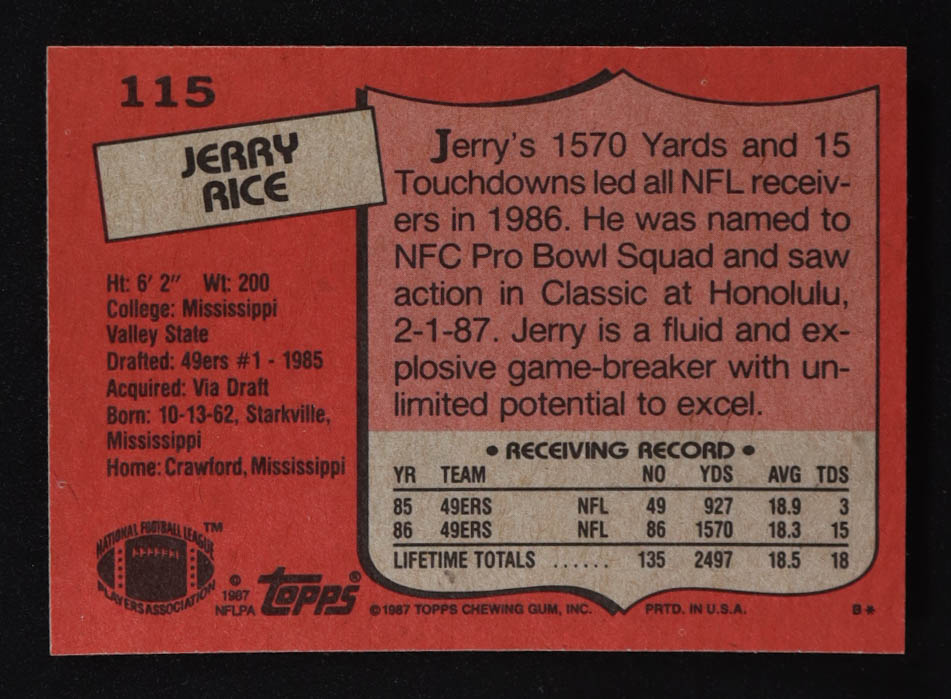 115
JERRY
RICE
Ht: 6' 2" Wt: 200
College: Mississippi
Valley State
Drafted: 49ers #1 - 1985
Acquired: Via Draft
Born: 10-13-62, Starkville,
Mississippi
Home: Crawford, Mississippi
Jerry's 1570 Yards and 15
Touchdowns led all NFL receiv-
ers in 1986. He was named to
NFC Pro Bowl Squad and saw
action in Classic at Honolulu,
2-1-87. Jerry is a fluid and ex-
plosive game-breaker with un-
limited potential to excel.
• RECEIVING RECORD •
YR TEAM NO YDS AVG TDS
85 49ERS NFL 49 927 18.9 3
86 49ERS NFL 86 1570 18.3 15
LIFETIME TOTALS ...... 135 2497 18.5 18
NATIONAL FOOTBALL LEAGUE ™
PLAYERS ASSOCIATION
© 1987 NFLPA
topps®
© 1987 TOPPS CHEWING GUM, INC. PRTD. IN U.S.A. B*